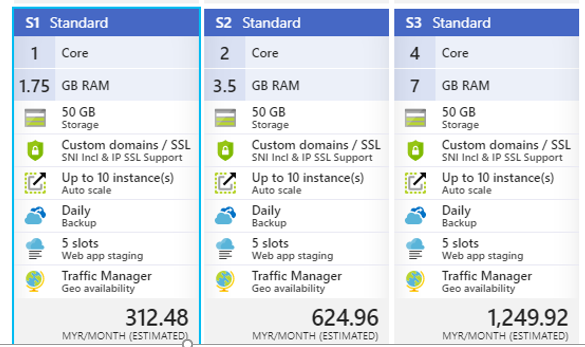 S1 Standard
1 Core
1.75 GB RAM
50 GB
Storage
Custom domains / SSL
SNI Incl & IP SSL Support
Up to 10 instance(s)
Auto scale
Daily
Backup
5 slots
Web app staging
Traffic Manager
Geo availability
312.48
MYR/MONTH (ESTIMATED)
S2 Standard
2 Core
3.5 GB RAM
50 GB
Storage
Custom domains / SSL
SNI Incl & IP SSL Support
Up to 10 instance(s)
Auto scale
Daily
Backup
5 slots
Web app staging
Traffic Manager
Geo availability
624.96
MYR/MONTH (ESTIMATED)
S3 Standard
4 Core
7 GB RAM
50 GB
Storage
Custom domains / SSL
SNI Incl & IP SSL Support
Up to 10 instance(s)
Auto scale
Daily
Backup
5 slots
Web app staging
Traffic Manager
Geo availability
1,249.92
MYR/MONTH (ESTIMATED)